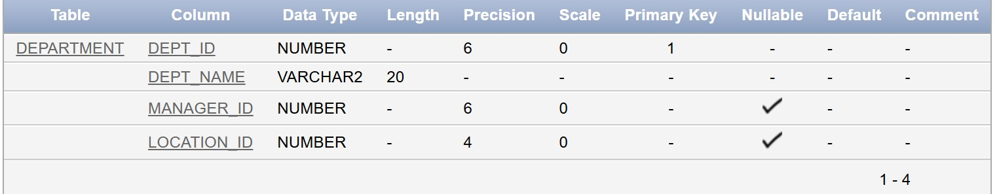 Table Column Data Type Length Precision Scale Primary Key Nullable Default Comment
DEPARTMENT DEPT_ID NUMBER - 6 0 1 - - -
DEPT_NAME VARCHAR2 20 - - - - - -
MANAGER_ID NUMBER - 6 0 - ✓ - -
LOCATION_ID NUMBER - 4 0 - ✓ - -
1 - 4